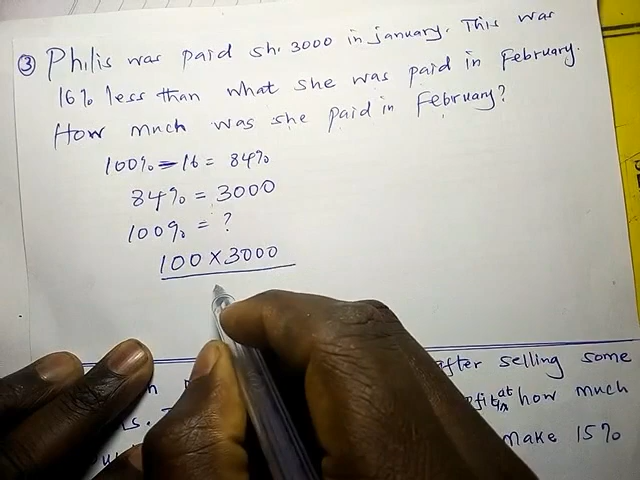 ③ Philis was paid sh. 3000 in january. This was
16% less than what she was paid in February.
How much was she paid in February?
100% - 16 = 84%
84% = 3000
100% = ?
100 x 3000
after selling some
at how much
make 15%